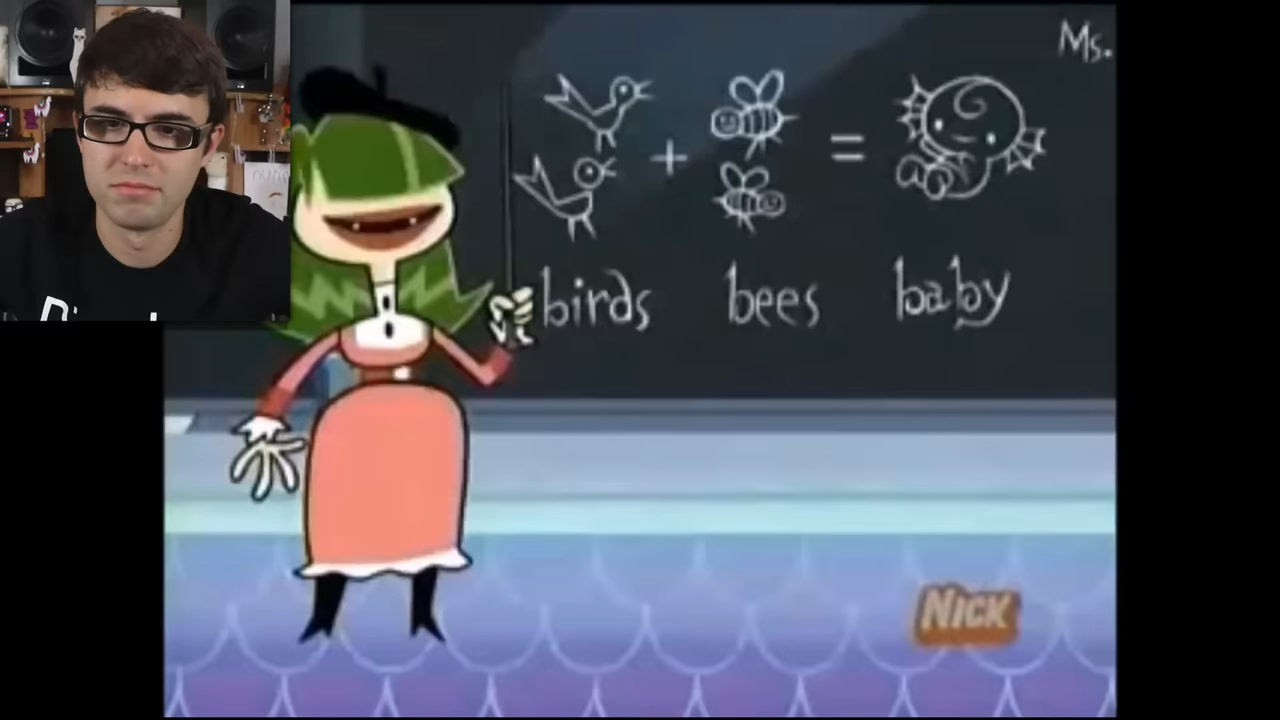 Ms.
+ =
birds bees baby
Nick